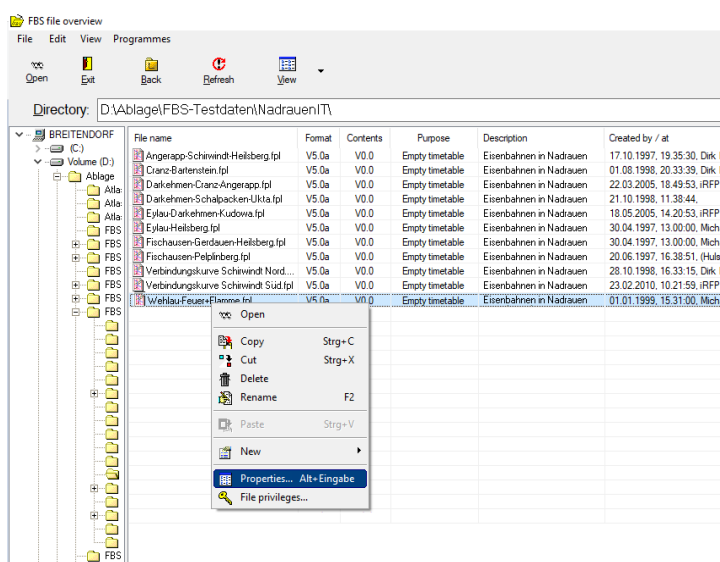 FBS file overview
File Edit View Programmes
Open Exit Back Refresh View
Directory: D:\Ablage\FBS-Testdaten\NadrauenIT\
BREITENDORF
(C:)
Volume (D:)
Ablage
Atla
Atla
Atla
FBS
FBS
FBS
FBS
FBS
FBS
FBS
FBS
File name Format Contents Purpose Description Created by / at
Angerapp-Schirwindt-Heilsberg.fpl V5.0a V0.0 Empty timetable Eisenbahnen in Nadrauen 17.10.1997, 19.35:30, Dirk
Cranz-Bartenstein.fpl V5.0a V0.0 Empty timetable Eisenbahnen in Nadrauen 01.08.1998, 20.33:39, Dirk
Darkehmen-Cranz-Angerapp.fpl V5.0a V0.0 Empty timetable Eisenbahnen in Nadrauen 22.03.2005, 18.49:53, iRFP
Darkehmen-Schalpacken-Ukta.fpl V5.0a V0.0 Empty timetable Eisenbahnen in Nadrauen 21.10.1998, 11.38:44,
Eylau-Darkehmen-Kudowa.fpl V5.0a V0.0 Empty timetable Eisenbahnen in Nadrauen 18.05.2005, 14.20:53, iRFP
Eylau-Heilsberg.fpl V5.0a V0.0 Empty timetable Eisenbahnen in Nadrauen 30.04.1997, 13.00:00, Mich
Fischausen-Gerdauen-Heilsberg.fpl V5.0a V0.0 Empty timetable Eisenbahnen in Nadrauen 30.04.1997, 13.00:00, Mich
Fischausen-Pelplinberg.fpl V5.0a V0.0 Empty timetable Eisenbahnen in Nadrauen 20.06.1997, 16.38:51, (Huls
Verbindungskurve Schirwindt Nord.... V5.0a V0.0 Empty timetable Eisenbahnen in Nadrauen 28.10.1998, 16.33:15, Dirk
Verbindungskurve Schirwindt Süd.fpl V5.0a V0.0 Empty timetable Eisenbahnen in Nadrauen 23.02.2010, 10.21:59, iRFP
Wehlau-Feuer+Flamme.fpl V5.0a V0.0 Empty timetable Eisenbahnen in Nadrauen 01.01.1999, 15.31:00, Mich
Open
Copy Strg+C
Cut Strg+X
Delete
Rename F2
Paste Strg+V
New
Properties... Alt+Eingabe
File privileges...